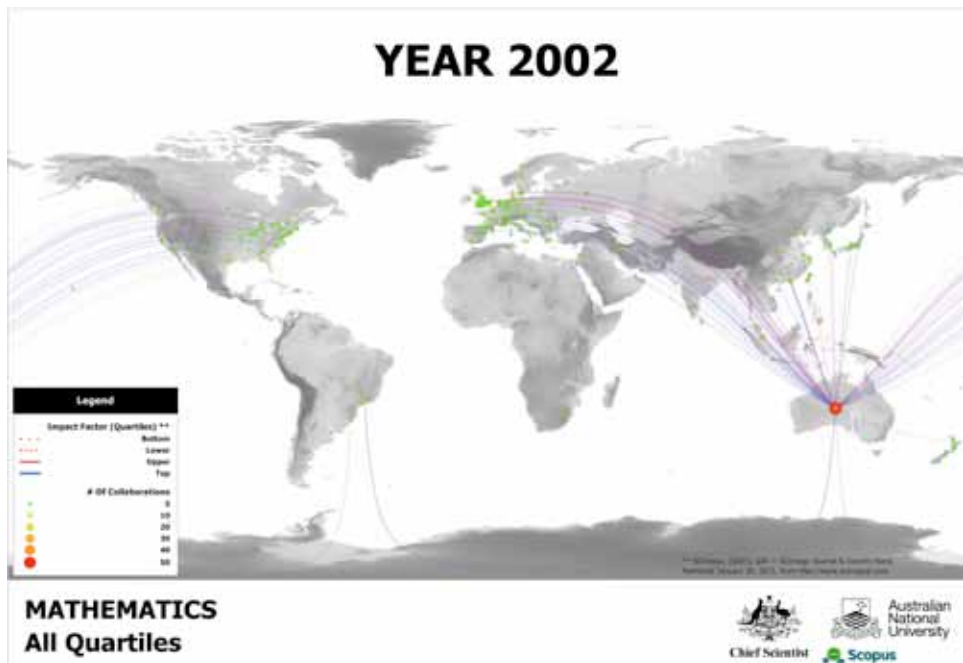 YEAR 2002
Legend
Impact Factor (Quartiles) **
Bottom
Lower
Upper
Top
# Of Collaborations
5
10
20
30
40
50
MATHEMATICS
All Quartiles
Chief Scientist
Australian
National
University
Scopus